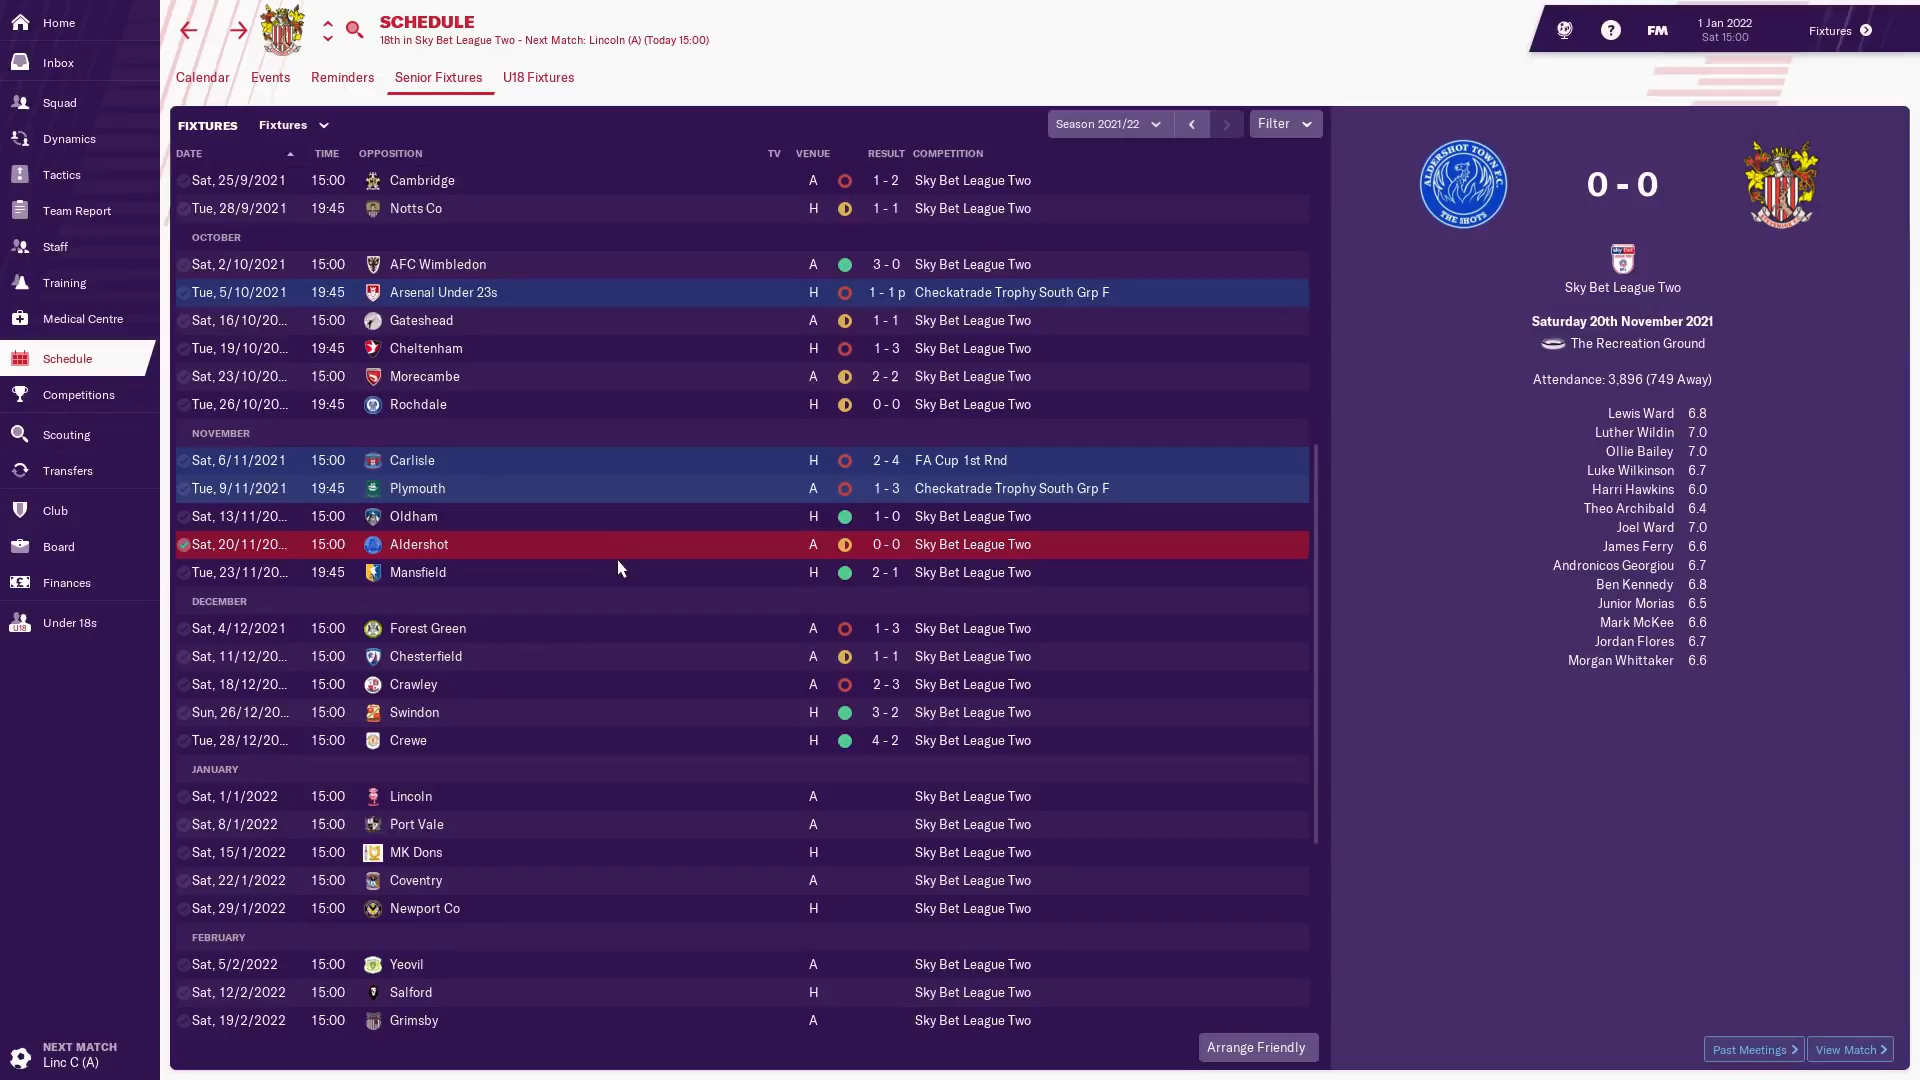 Home
Inbox
Squad
Dynamics
Tactics
Team Report
Staff
Training
Medical Centre
Schedule
Competitions
Scouting
Transfers
Club
Board
Finances
Under 18s
U18
NEXT MATCH
Linc C (A)
SCHEDULE
18th in Sky Bet League Two - Next Match: Lincoln (A) (Today 15:00)
? FM 1 Jan 2022 Fixtures
Sat 15:00
Calendar Events Reminders Senior Fixtures U18 Fixtures
FIXTURES Fixtures Season 2021/22 Filter
DATE TIME OPPOSITION TV VENUE RESULT COMPETITION
Sat, 25/9/2021 15:00 Cambridge A 1 - 2 Sky Bet League Two
Tue, 28/9/2021 19:45 Notts Co H 1 - 1 Sky Bet League Two
OCTOBER
Sat, 2/10/2021 15:00 AFC Wimbledon A 3 - 0 Sky Bet League Two
Tue, 5/10/2021 19:45 Arsenal Under 23s H 1 - 1 p Checkatrade Trophy South Grp F
Sat, 16/10/20... 15:00 Gateshead A 1 - 1 Sky Bet League Two
Tue, 19/10/20... 19:45 Cheltenham H 1 - 3 Sky Bet League Two
Sat, 23/10/20... 15:00 Morecambe A 2 - 2 Sky Bet League Two
Tue, 26/10/20... 19:45 Rochdale H 0 - 0 Sky Bet League Two
NOVEMBER
Sat, 6/11/2021 15:00 Carlisle H 2 - 4 FA Cup 1st Rnd
Tue, 9/11/2021 19:45 Plymouth A 1 - 3 Checkatrade Trophy South Grp F
Sat, 13/11/20... 15:00 Oldham H 1 - 0 Sky Bet League Two
Sat, 20/11/20... 15:00 Aldershot A 0 - 0 Sky Bet League Two
Tue, 23/11/20... 19:45 Mansfield H 2 - 1 Sky Bet League Two
DECEMBER
Sat, 4/12/2021 15:00 Forest Green A 1 - 3 Sky Bet League Two
Sat, 11/12/20... 15:00 Chesterfield A 1 - 1 Sky Bet League Two
Sat, 18/12/20... 15:00 Crawley A 2 - 3 Sky Bet League Two
Sun, 26/12/20... 15:00 Swindon H 3 - 2 Sky Bet League Two
Tue, 28/12/20... 15:00 Crewe H 4 - 2 Sky Bet League Two
JANUARY
Sat, 1/1/2022 15:00 Lincoln A Sky Bet League Two
Sat, 8/1/2022 15:00 Port Vale A Sky Bet League Two
Sat, 15/1/2022 15:00 MK Dons H Sky Bet League Two
Sat, 22/1/2022 15:00 Coventry A Sky Bet League Two
Sat, 29/1/2022 15:00 Newport Co H Sky Bet League Two
FEBRUARY
Sat, 5/2/2022 15:00 Yeovil A Sky Bet League Two
Sat, 12/2/2022 15:00 Salford H Sky Bet League Two
Sat, 19/2/2022 15:00 Grimsby A Sky Bet League Two
Arrange Friendly
ALDERSHOT TOWN F.C.
THE SHOTS
0 - 0
sky bet
EFL
Sky Bet League Two
Saturday 20th November 2021
The Recreation Ground
Attendance: 3,896 (749 Away)
Lewis Ward 6.8
Luther Wildin 7.0
Ollie Bailey 7.0
Luke Wilkinson 6.7
Harri Hawkins 6.0
Theo Archibald 6.4
Joel Ward 7.0
James Ferry 6.6
Andronicos Georgiou 6.7
Ben Kennedy 6.8
Junior Morias 6.5
Mark McKee 6.6
Jordan Flores 6.7
Morgan Whittaker 6.6
Past Meetings View Match